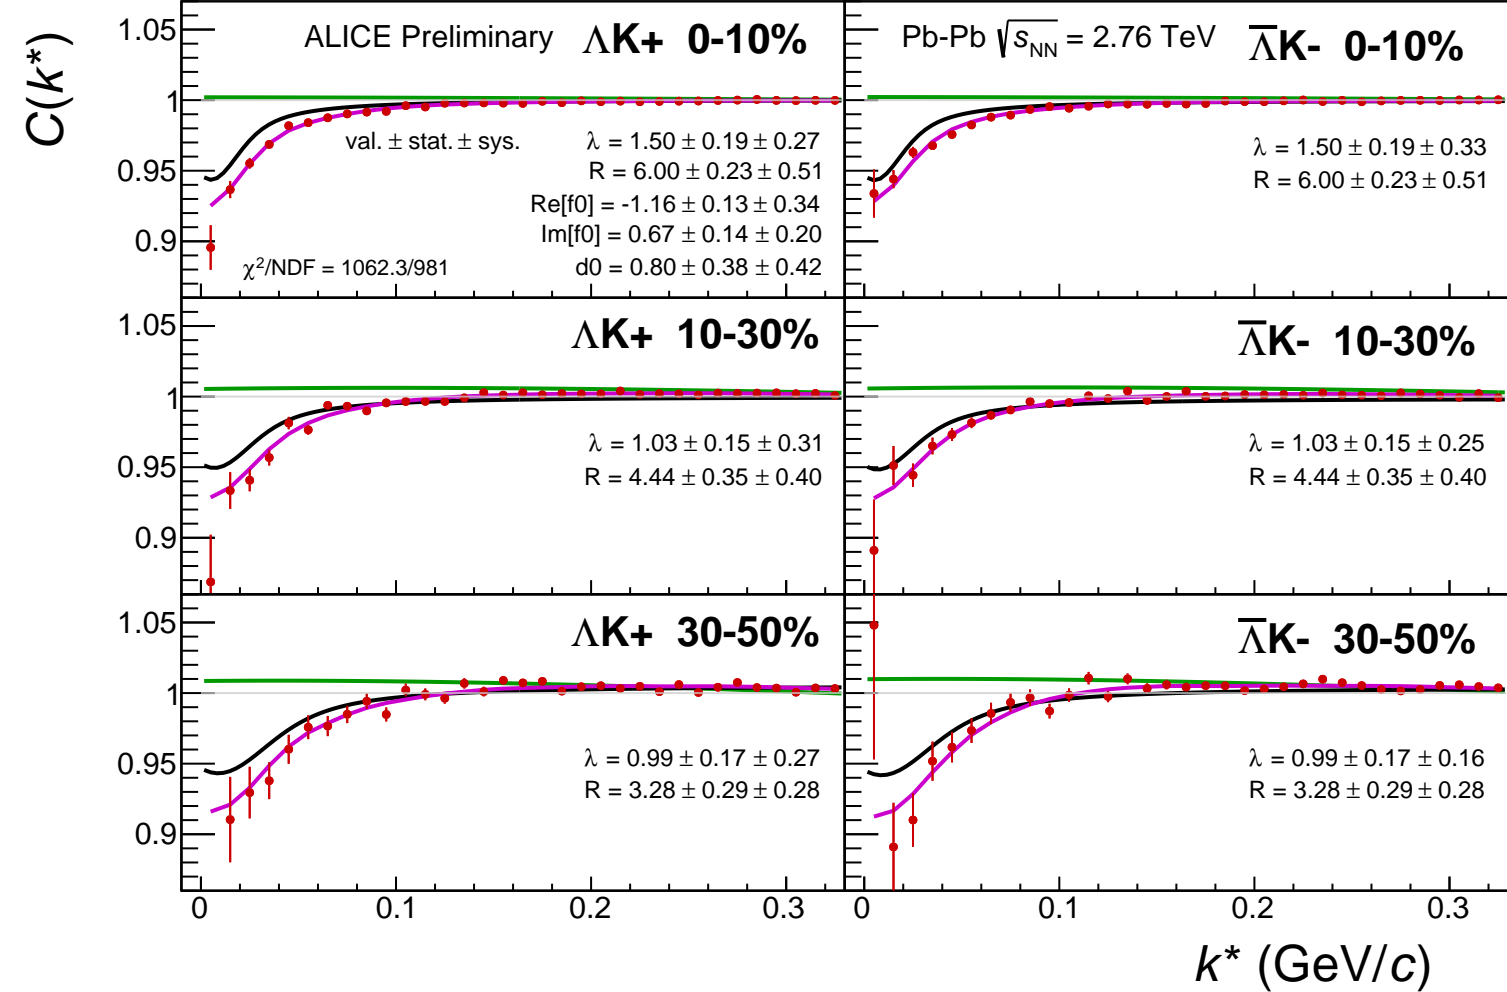 C(k*)
1.05
1
0.95
0.9
ALICE Preliminary ΛK+ 0-10%
val. ± stat. ± sys.
λ = 1.50 ± 0.19 ± 0.27
R = 6.00 ± 0.23 ± 0.51
Re[f0] = -1.16 ± 0.13 ± 0.34
Im[f0] = 0.67 ± 0.14 ± 0.20
χ²/NDF = 1062.3/981
d0 = 0.80 ± 0.38 ± 0.42
Pb-Pb √sNN = 2.76 TeV Λ̅K- 0-10%
λ = 1.50 ± 0.19 ± 0.33
R = 6.00 ± 0.23 ± 0.51
1.05
1
0.95
0.9
ΛK+ 10-30%
λ = 1.03 ± 0.15 ± 0.31
R = 4.44 ± 0.35 ± 0.40
Λ̅K- 10-30%
λ = 1.03 ± 0.15 ± 0.25
R = 4.44 ± 0.35 ± 0.40
1.05
1
0.95
0.9
ΛK+ 30-50%
λ = 0.99 ± 0.17 ± 0.27
R = 3.28 ± 0.29 ± 0.28
Λ̅K- 30-50%
λ = 0.99 ± 0.17 ± 0.16
R = 3.28 ± 0.29 ± 0.28
0 0.1 0.2 0.3 0 0.1 0.2 0.3
k* (GeV/c)